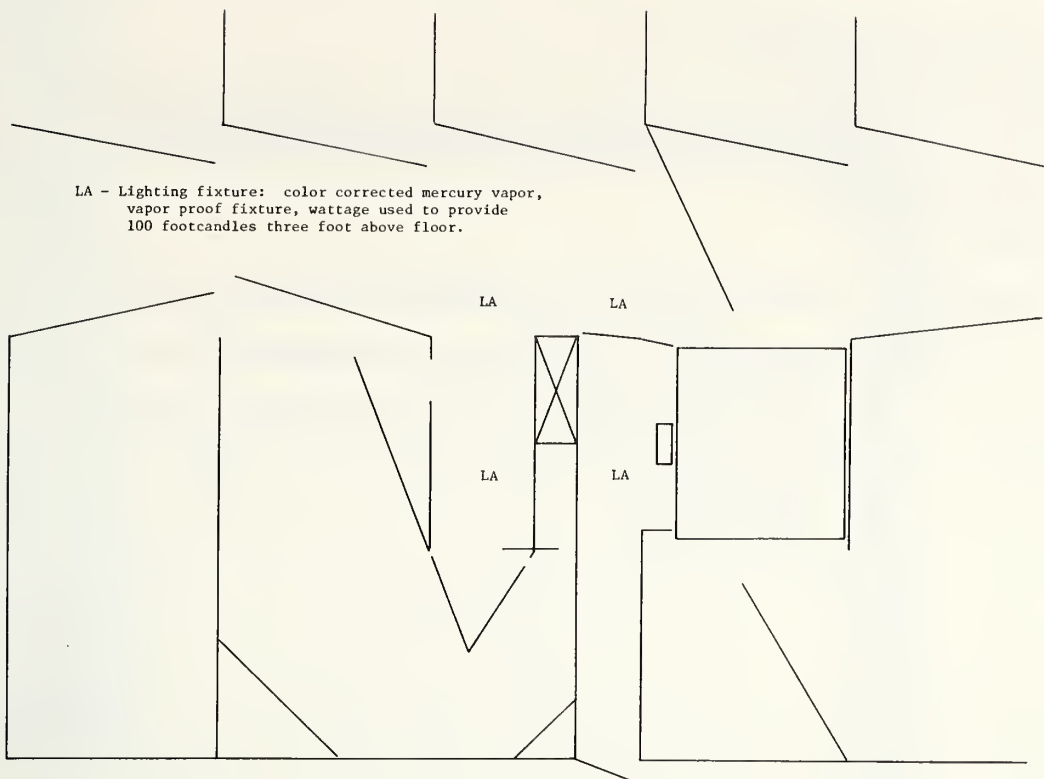 LA - Lighting fixture: color corrected mercury vapor,
vapor proof fixture, wattage used to provide
100 footcandles three foot above floor.
LA LA
LA LA